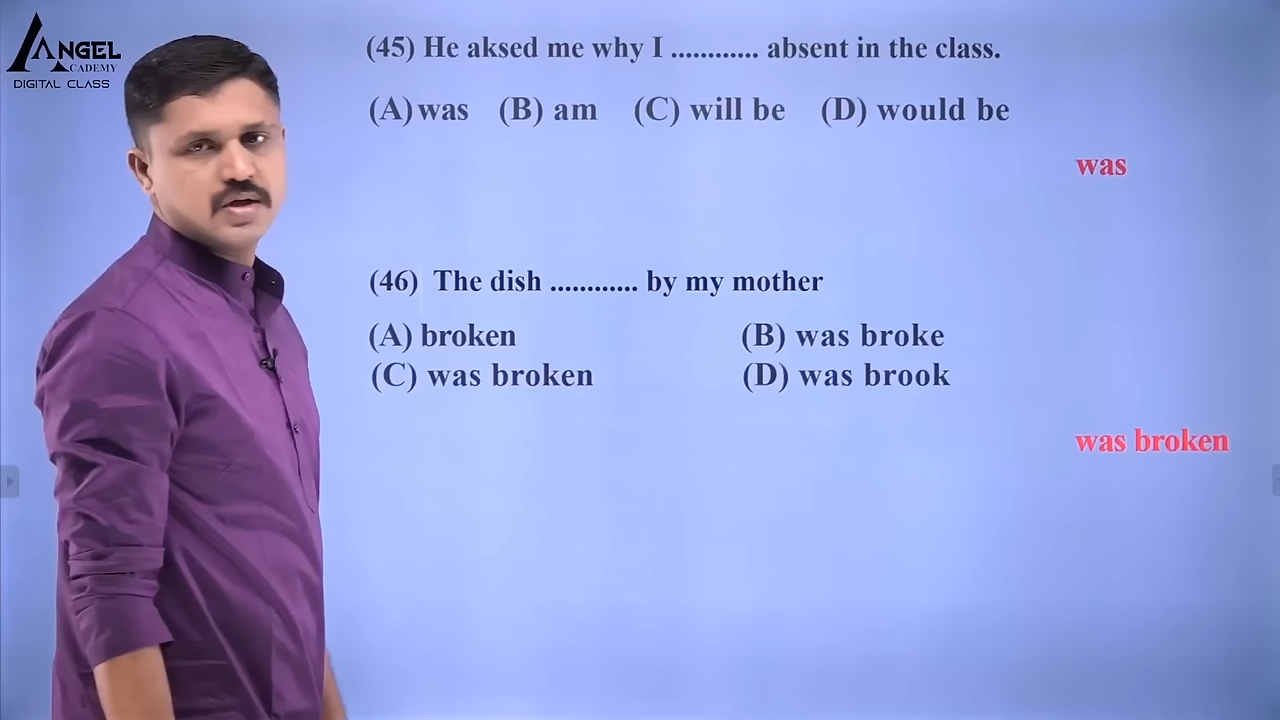 ANGEL
ACADEMY
DIGITAL CLASS
(45) He aksed me why I ............ absent in the class.
(A) was (B) am (C) will be (D) would be
was
(46) The dish ............ by my mother
(A) broken (B) was broke
(C) was broken (D) was brook
was broken